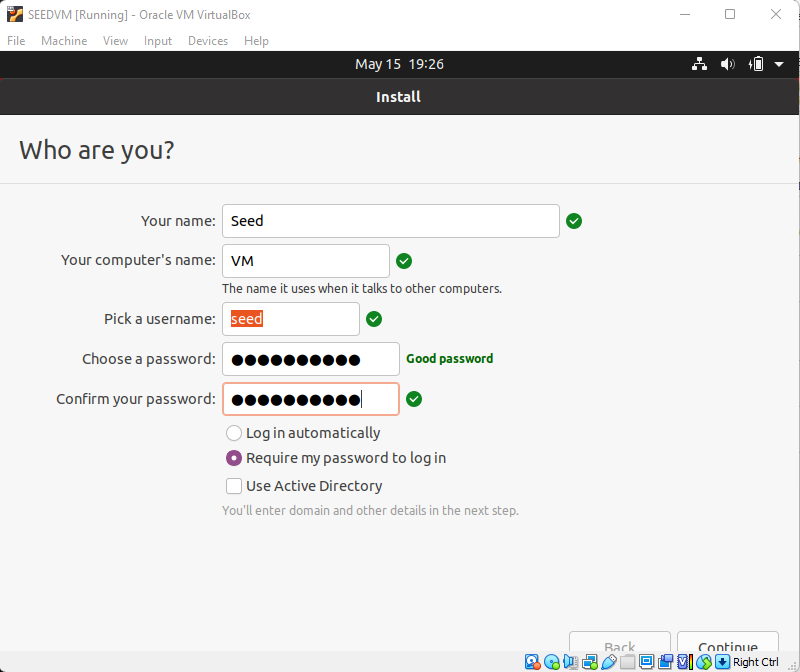 SEEDVM [Running] - Oracle VM VirtualBox
File Machine View Input Devices Help
May 15 19:26
Install
Who are you?
Your name: Seed
Your computer's name: VM
The name it uses when it talks to other computers.
Pick a username: seed
Choose a password: ●●●●●●●●●● Good password
Confirm your password: ●●●●●●●●●●
Log in automatically
Require my password to log in
Use Active Directory
You'll enter domain and other details in the next step.
Back Continue
Right Ctrl